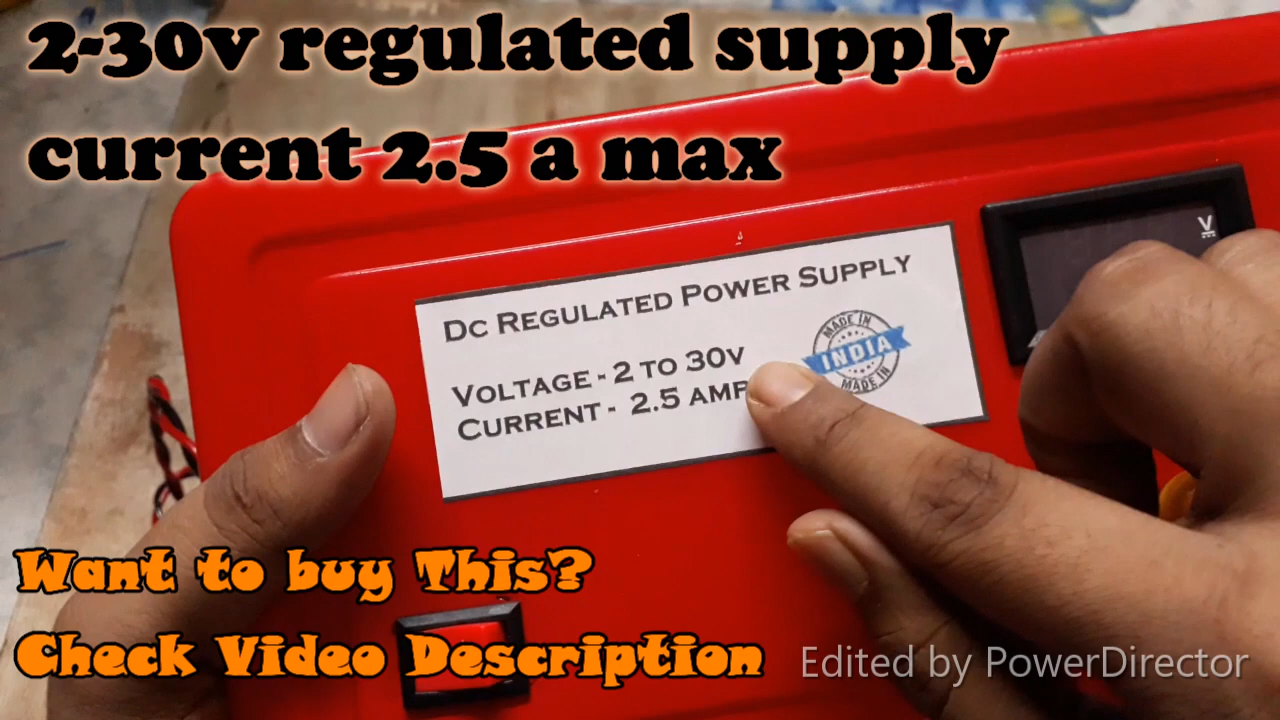 2-30v regulated supply
current 2.5 a max
DC REGULATED POWER SUPPLY
VOLTAGE - 2 TO 30V
CURRENT - 2.5 AMP
MADE IN
INDIA
MADE IN
V
Want to buy This?
Check Video Description
Edited by PowerDirector